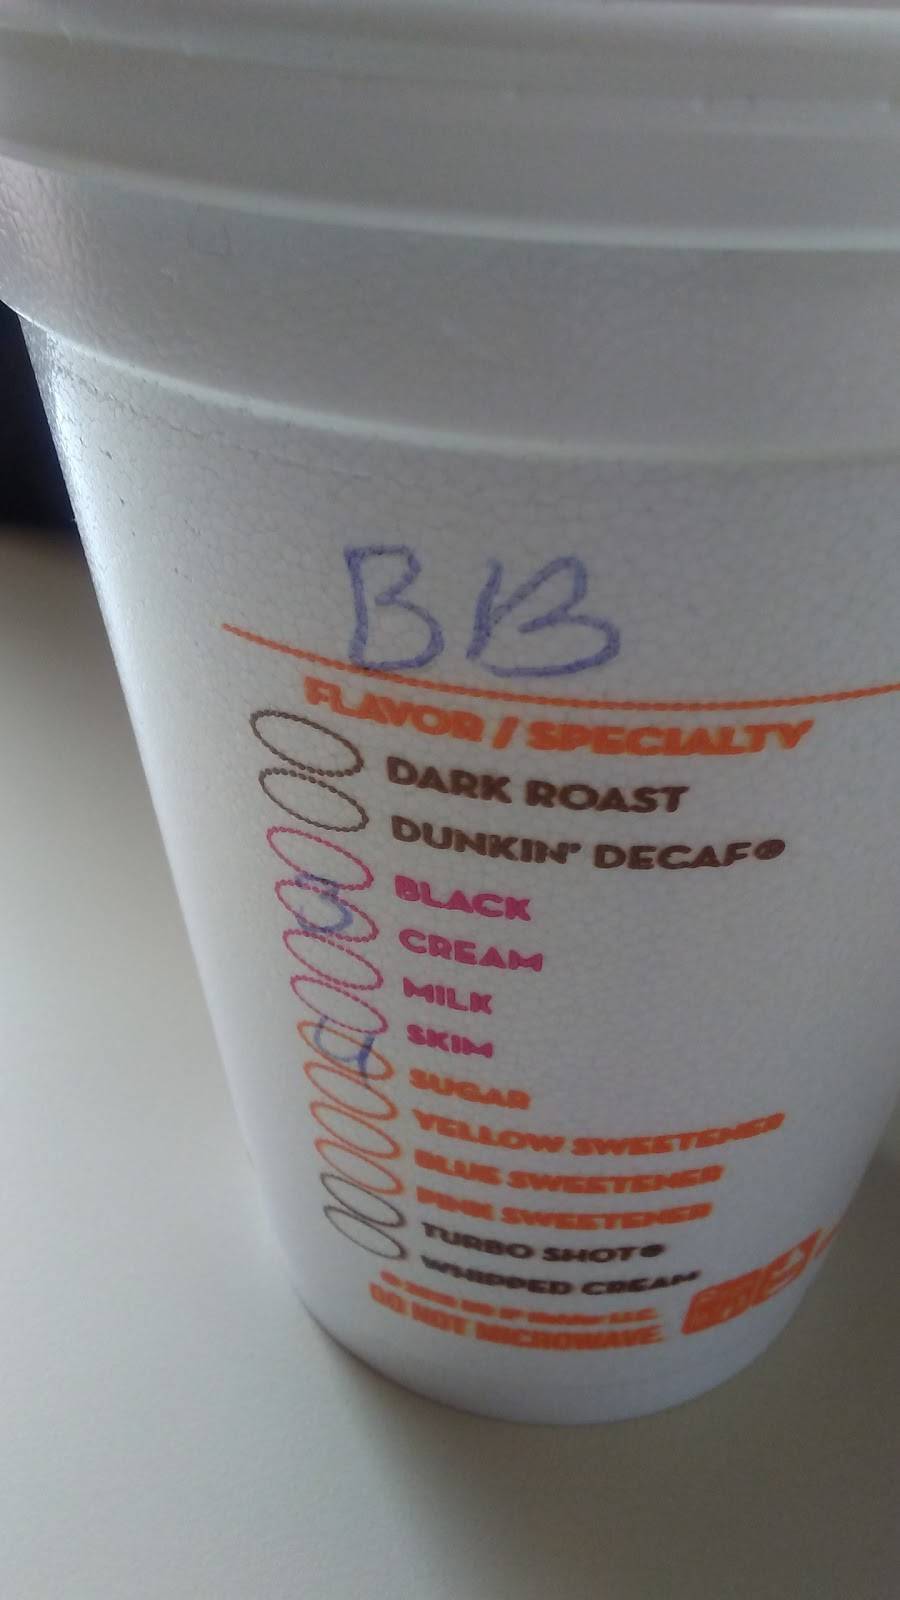 BB
FLAVOR / SPECIALTY
DARK ROAST
DUNKIN' DECAF®
BLACK
CREAM
MILK
SKIM
SUGAR
YELLOW SWEETENER
BLUE SWEETENER
PINK SWEETENER
TURBO SHOT®
WHIPPED CREAM
DO NOT MICROWAVE